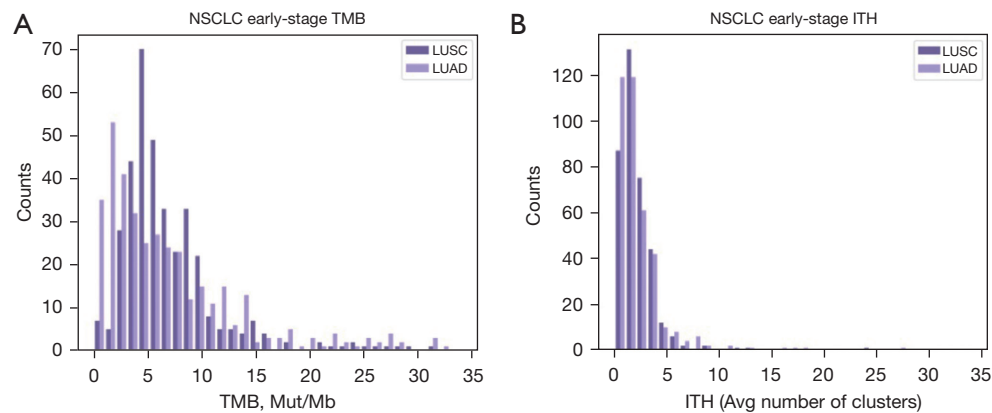 A
NSCLC early-stage TMB
70
60
50
40
30
20
10
0
Counts
LUSC
LUAD
0 5 10 15 20 25 30 35
TMB, Mut/Mb
B
NSCLC early-stage ITH
120
100
80
60
40
20
0
Counts
LUSC
LUAD
0 5 10 15 20 25 30 35
ITH (Avg number of clusters)